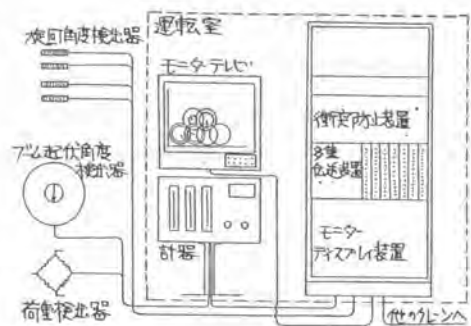 旋回角度検出器
運転室
モニターテレビ
ブーム起伏角度
検出器
計器
荷重検出器
衝突防止装置
多重
伝送装置
モニター
ディスプレイ装置
他のクレーンへ